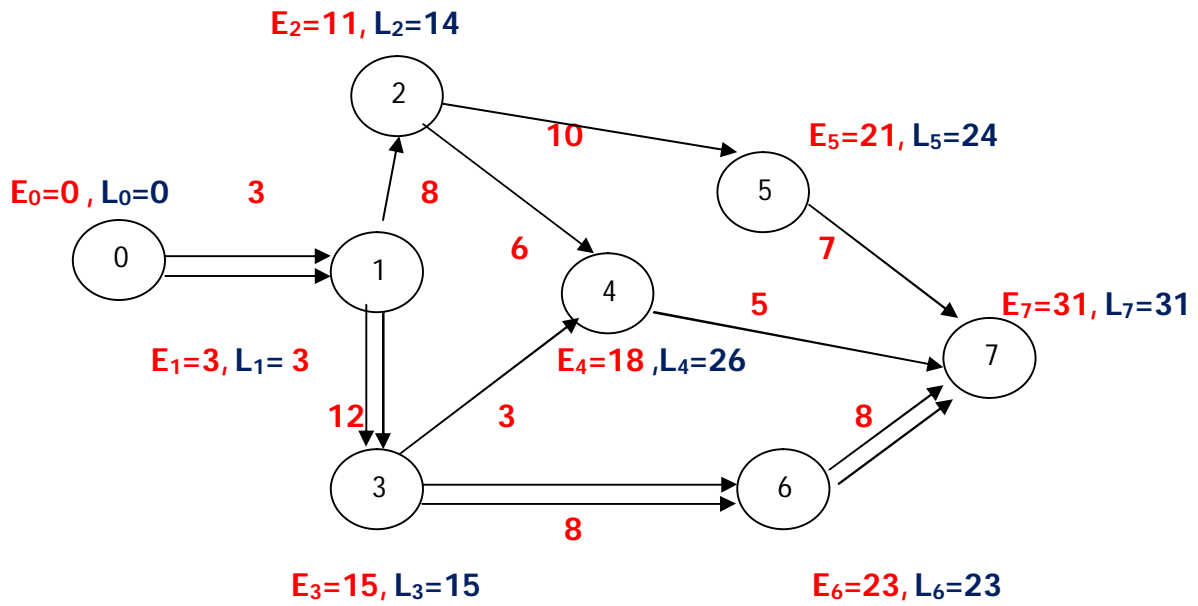 E2=11, L2=14
2
10
E5=21, L5=24
E0=0 , L0=0
3
8
5
0
1
6
7
4
5
E7=31, L7=31
E1=3, L1= 3
E4=18 ,L4=26
7
12
3
8
3
6
8
E3=15, L3=15
E6=23, L6=23